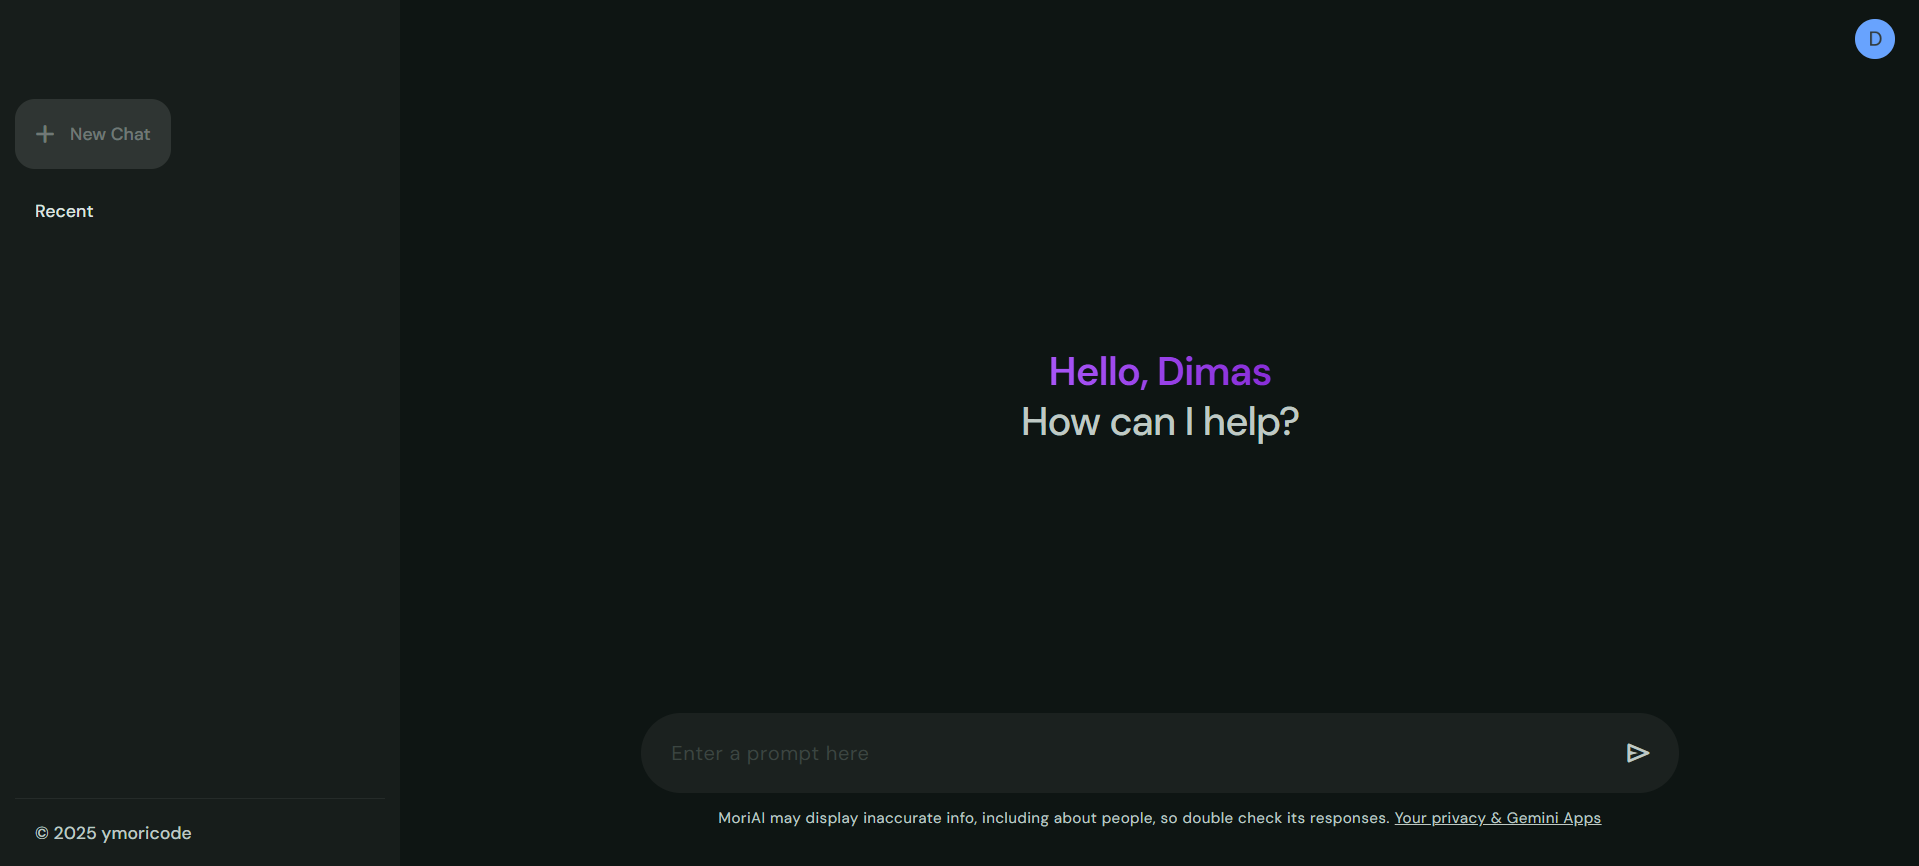 D
New Chat
Recent
Hello, Dimas
How can I help?
Enter a prompt here
MoriAI may display inaccurate info, including about people, so double check its responses. Your privacy & Gemini Apps
© 2025 ymoricode